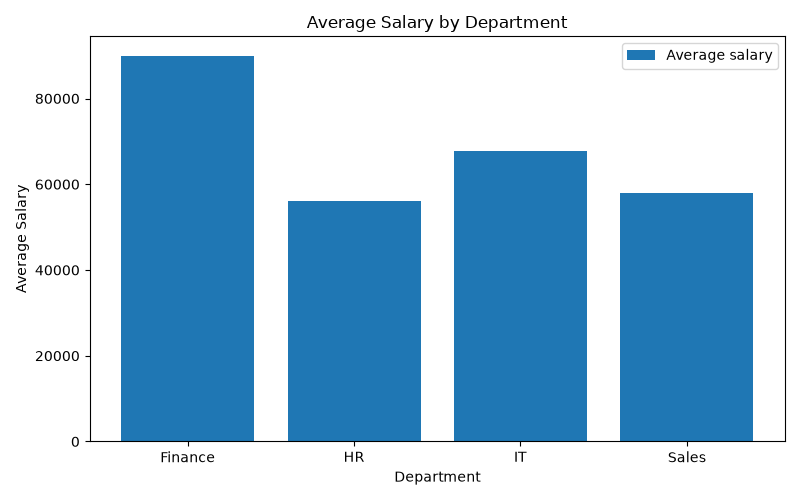 Average Salary by Department
Average salary
Average Salary
80000
60000
40000
20000
0
Finance HR IT Sales
Department